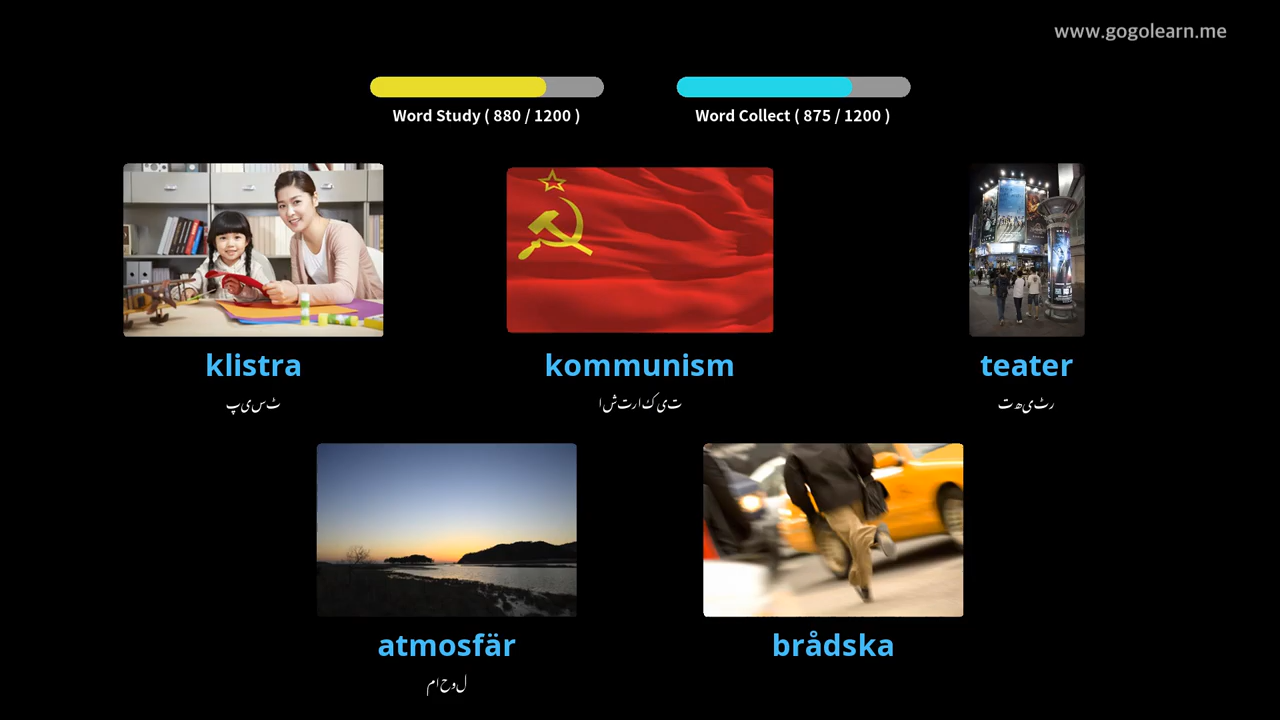 www.gogolearn.me
Word Study ( 880 / 1200 )
Word Collect ( 875 / 1200 )
klistra
پیسٹ
kommunism
اشتراکیت
teater
تھیٹر
atmosfär
ماحول
brådska